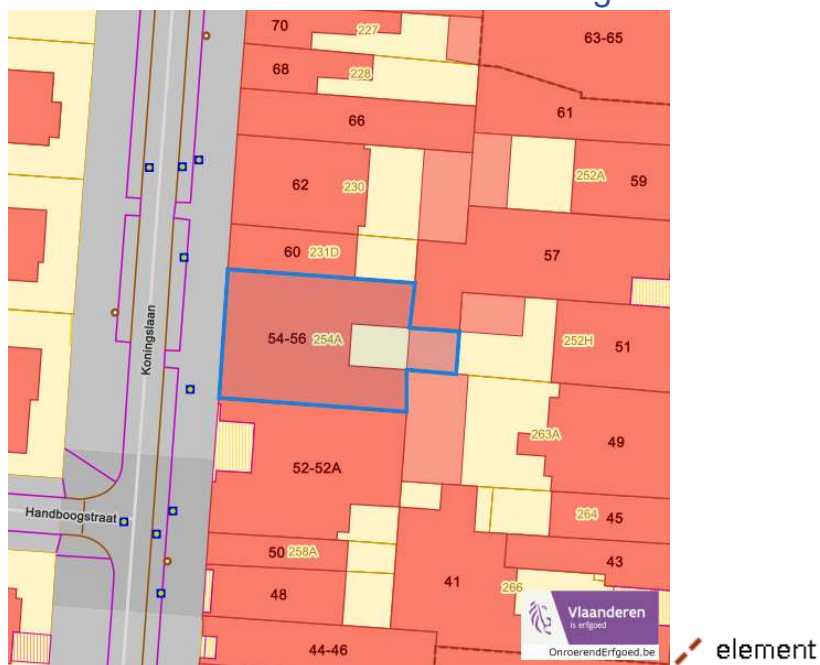 70
227
63-65
68
228
66
61
62
230
252A
59
60
231D
57
54-56
254A
252H
51
Koningslaan
263A
49
52-52A
264
45
Handboogstraat
50
258A
43
48
41
266
44-46
Vlaanderen
is erfgoed
OnroerendErfgoed.be
element